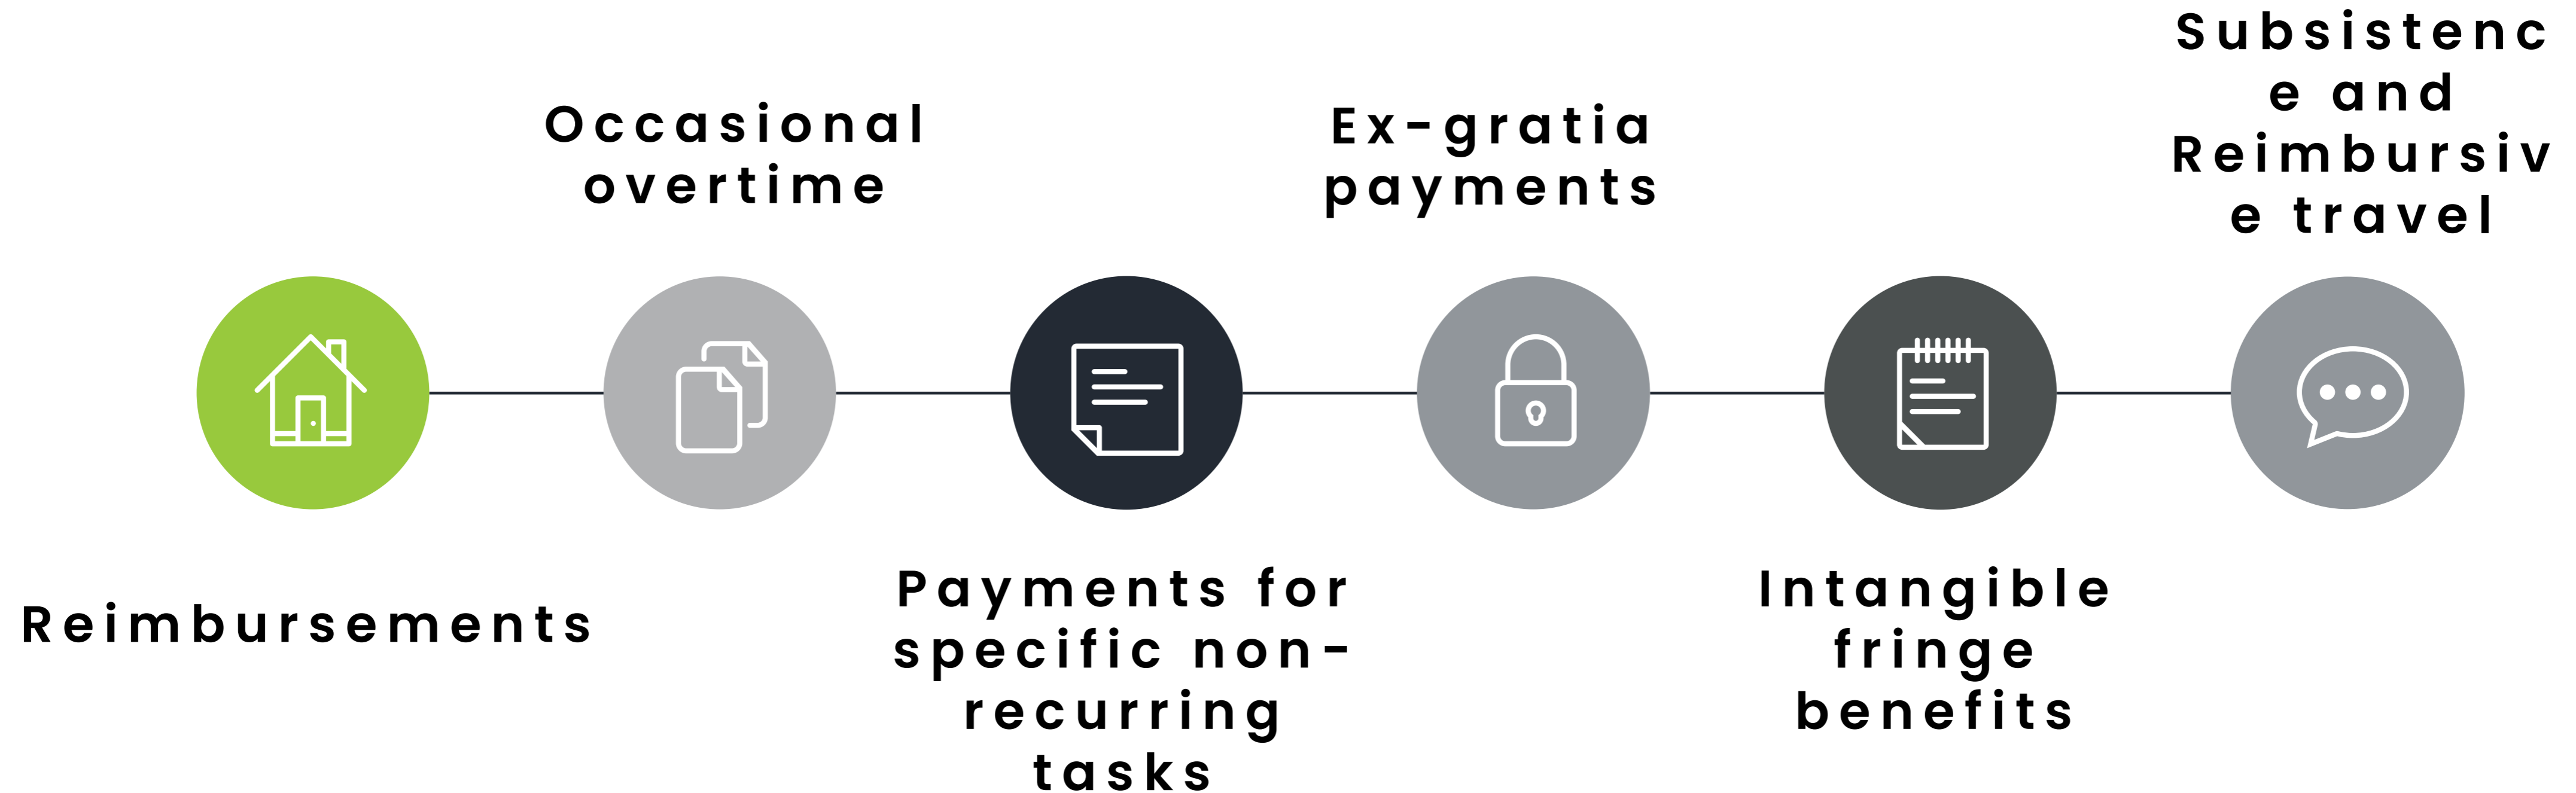 Reimbursements
Occasional
overtime
Payments for
specific non-
recurring
tasks
Ex-gratia
payments
Intangible
fringe
benefits
Subsistenc
e and
Reimbursiv
e travel